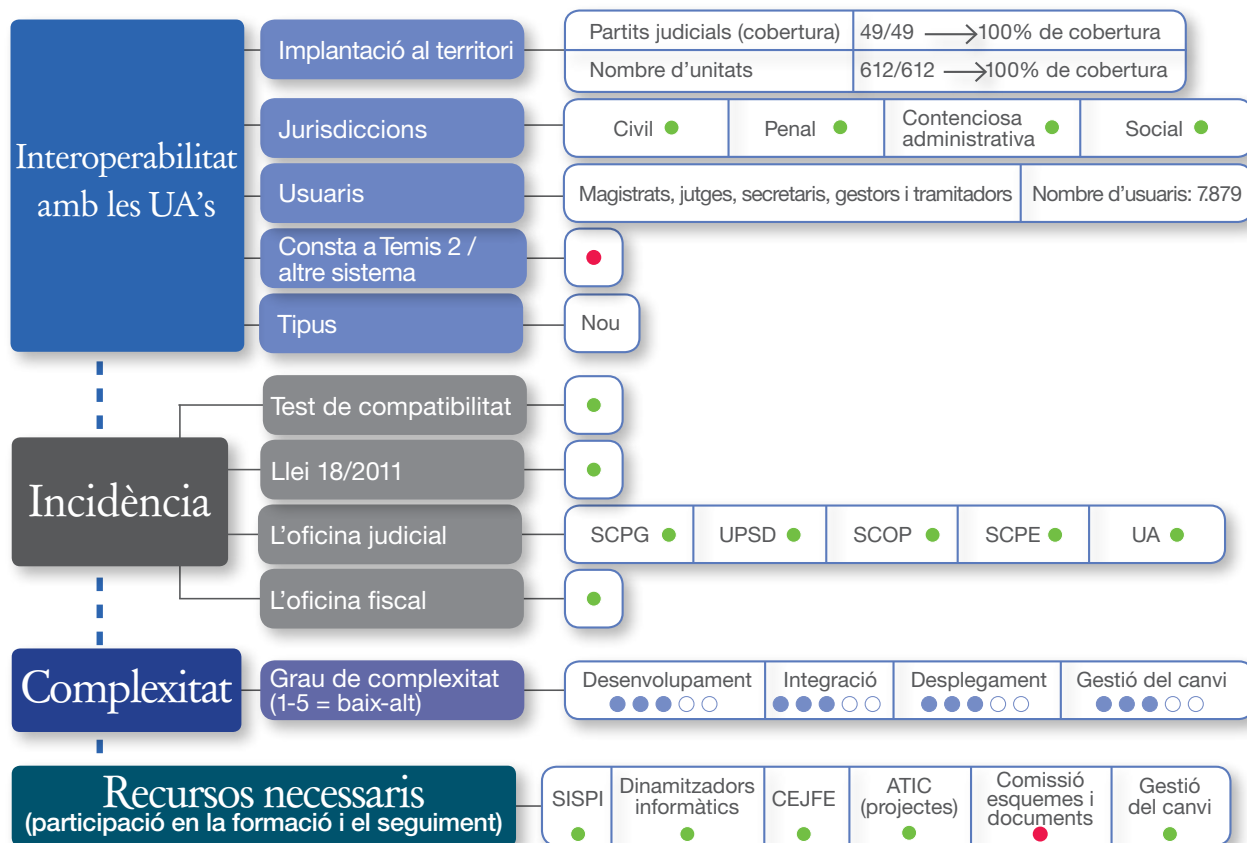 Interoperabilitat
amb les UA's
Implantació al territori
Partits judicials (cobertura)
49/49
100% de cobertura
Nombre d'unitats
612/612
100% de cobertura
Jurisdiccions
Civil
Penal
Contenciosa
administrativa
Social
Usuaris
Magistrats, jutges, secretaris, gestors i tramitadors
Nombre d'usuaris: 7.879
Consta a Temis 2 /
altre sistema
Tipus
Nou
Incidència
Test de compatibilitat
Llei 18/2011
L'oficina judicial
SCPG
UPSD
SCOP
SCPE
UA
L'oficina fiscal
Complexitat
Grau de complexitat
(1-5 = baix-alt)
Desenvolupament
Integració
Desplegament
Gestió del canvi
Recursos necessaris
(participació en la formació i el seguiment)
SISPI
Dinamitzadors
informàtics
CEJFE
ATIC
(projectes)
Comissió
esquemes i
documents
Gestió
del canvi